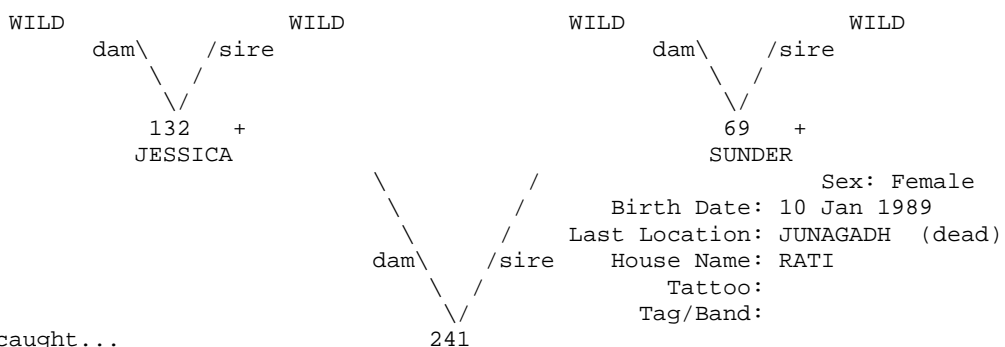 WILD WILD WILD WILD
dam\ /sire dam\ /sire
\ / \ /
\/ \/
132 + 69 +
JESSICA SUNDER
\ / Sex: Female
\ / Birth Date: 10 Jan 1989
\ / Last Location: JUNAGADH (dead)
dam\ /sire House Name: RATI
\ / Tattoo:
\/ Tag/Band:
caught... 241